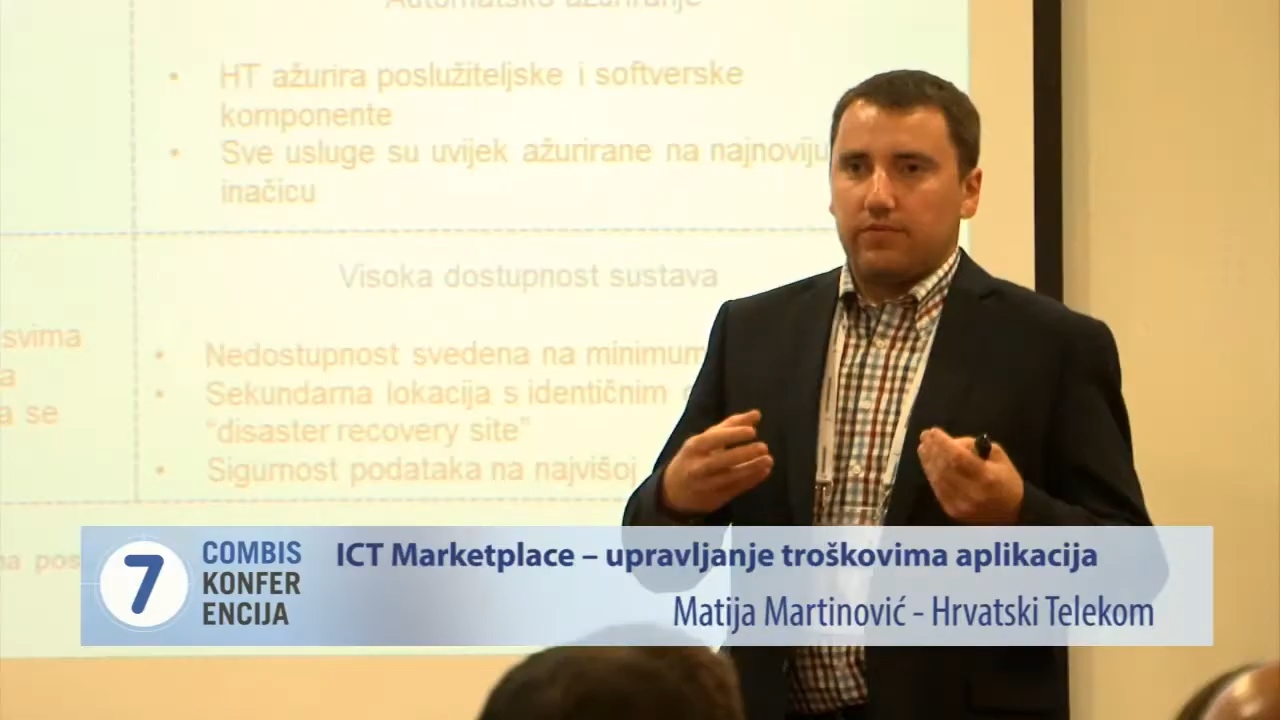 Automatsko ažuriranje
• HT ažurira poslužiteljske i softverske
komponente
• Sve usluge su uvijek ažurirane na najnoviju
inačicu
Visoka dostupnost sustava
svima
a
a se
• Nedostupnost svedena na minimum
• Sekundarna lokacija s identičnim
“disaster recovery site”
• Sigurnost podataka na najvišoj
na pos
7
COMBIS
KONFER
ENCIJA
ICT Marketplace – upravljanje troškovima aplikacija
Matija Martinović - Hrvatski Telekom